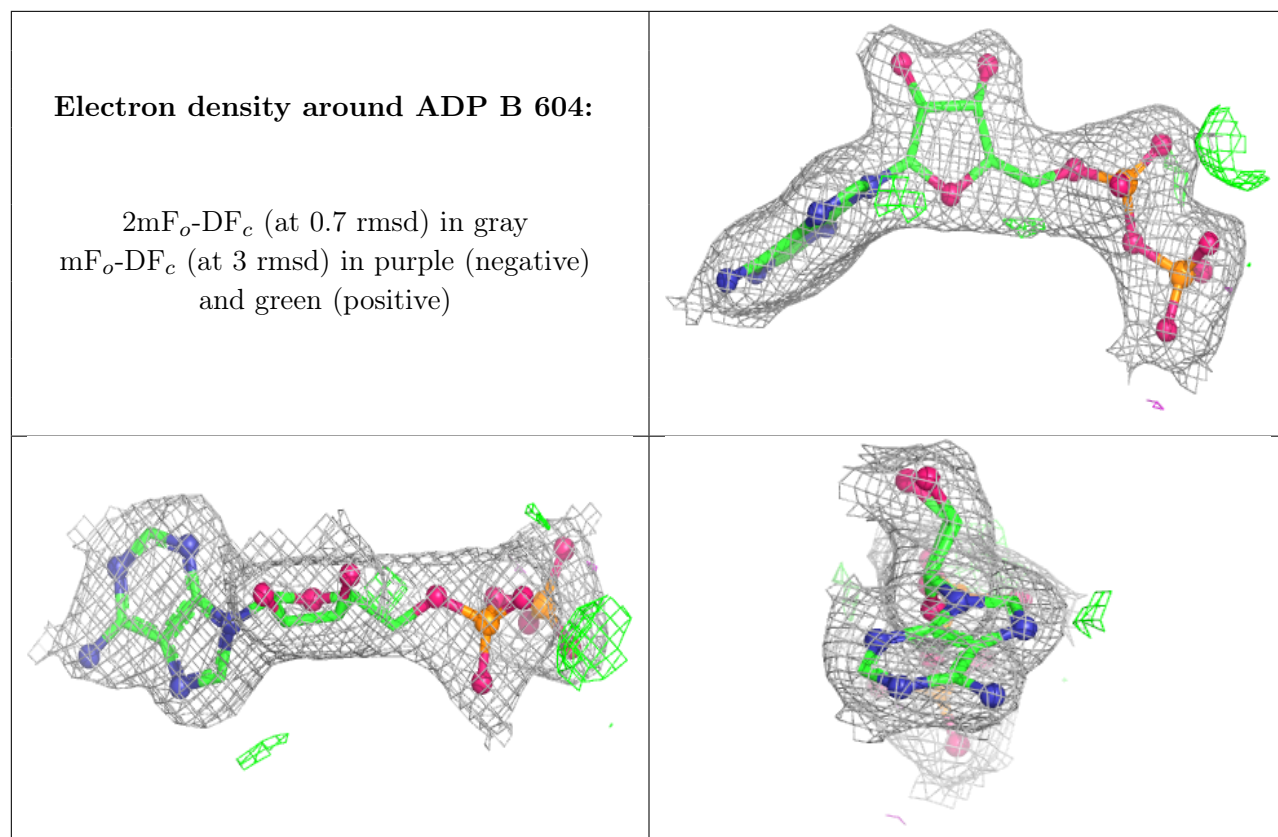 Electron density around ADP B 604:
2mFₒ-DF𝒸 (at 0.7 rmsd) in gray
mFₒ-DF𝒸 (at 3 rmsd) in purple (negative)
and green (positive)